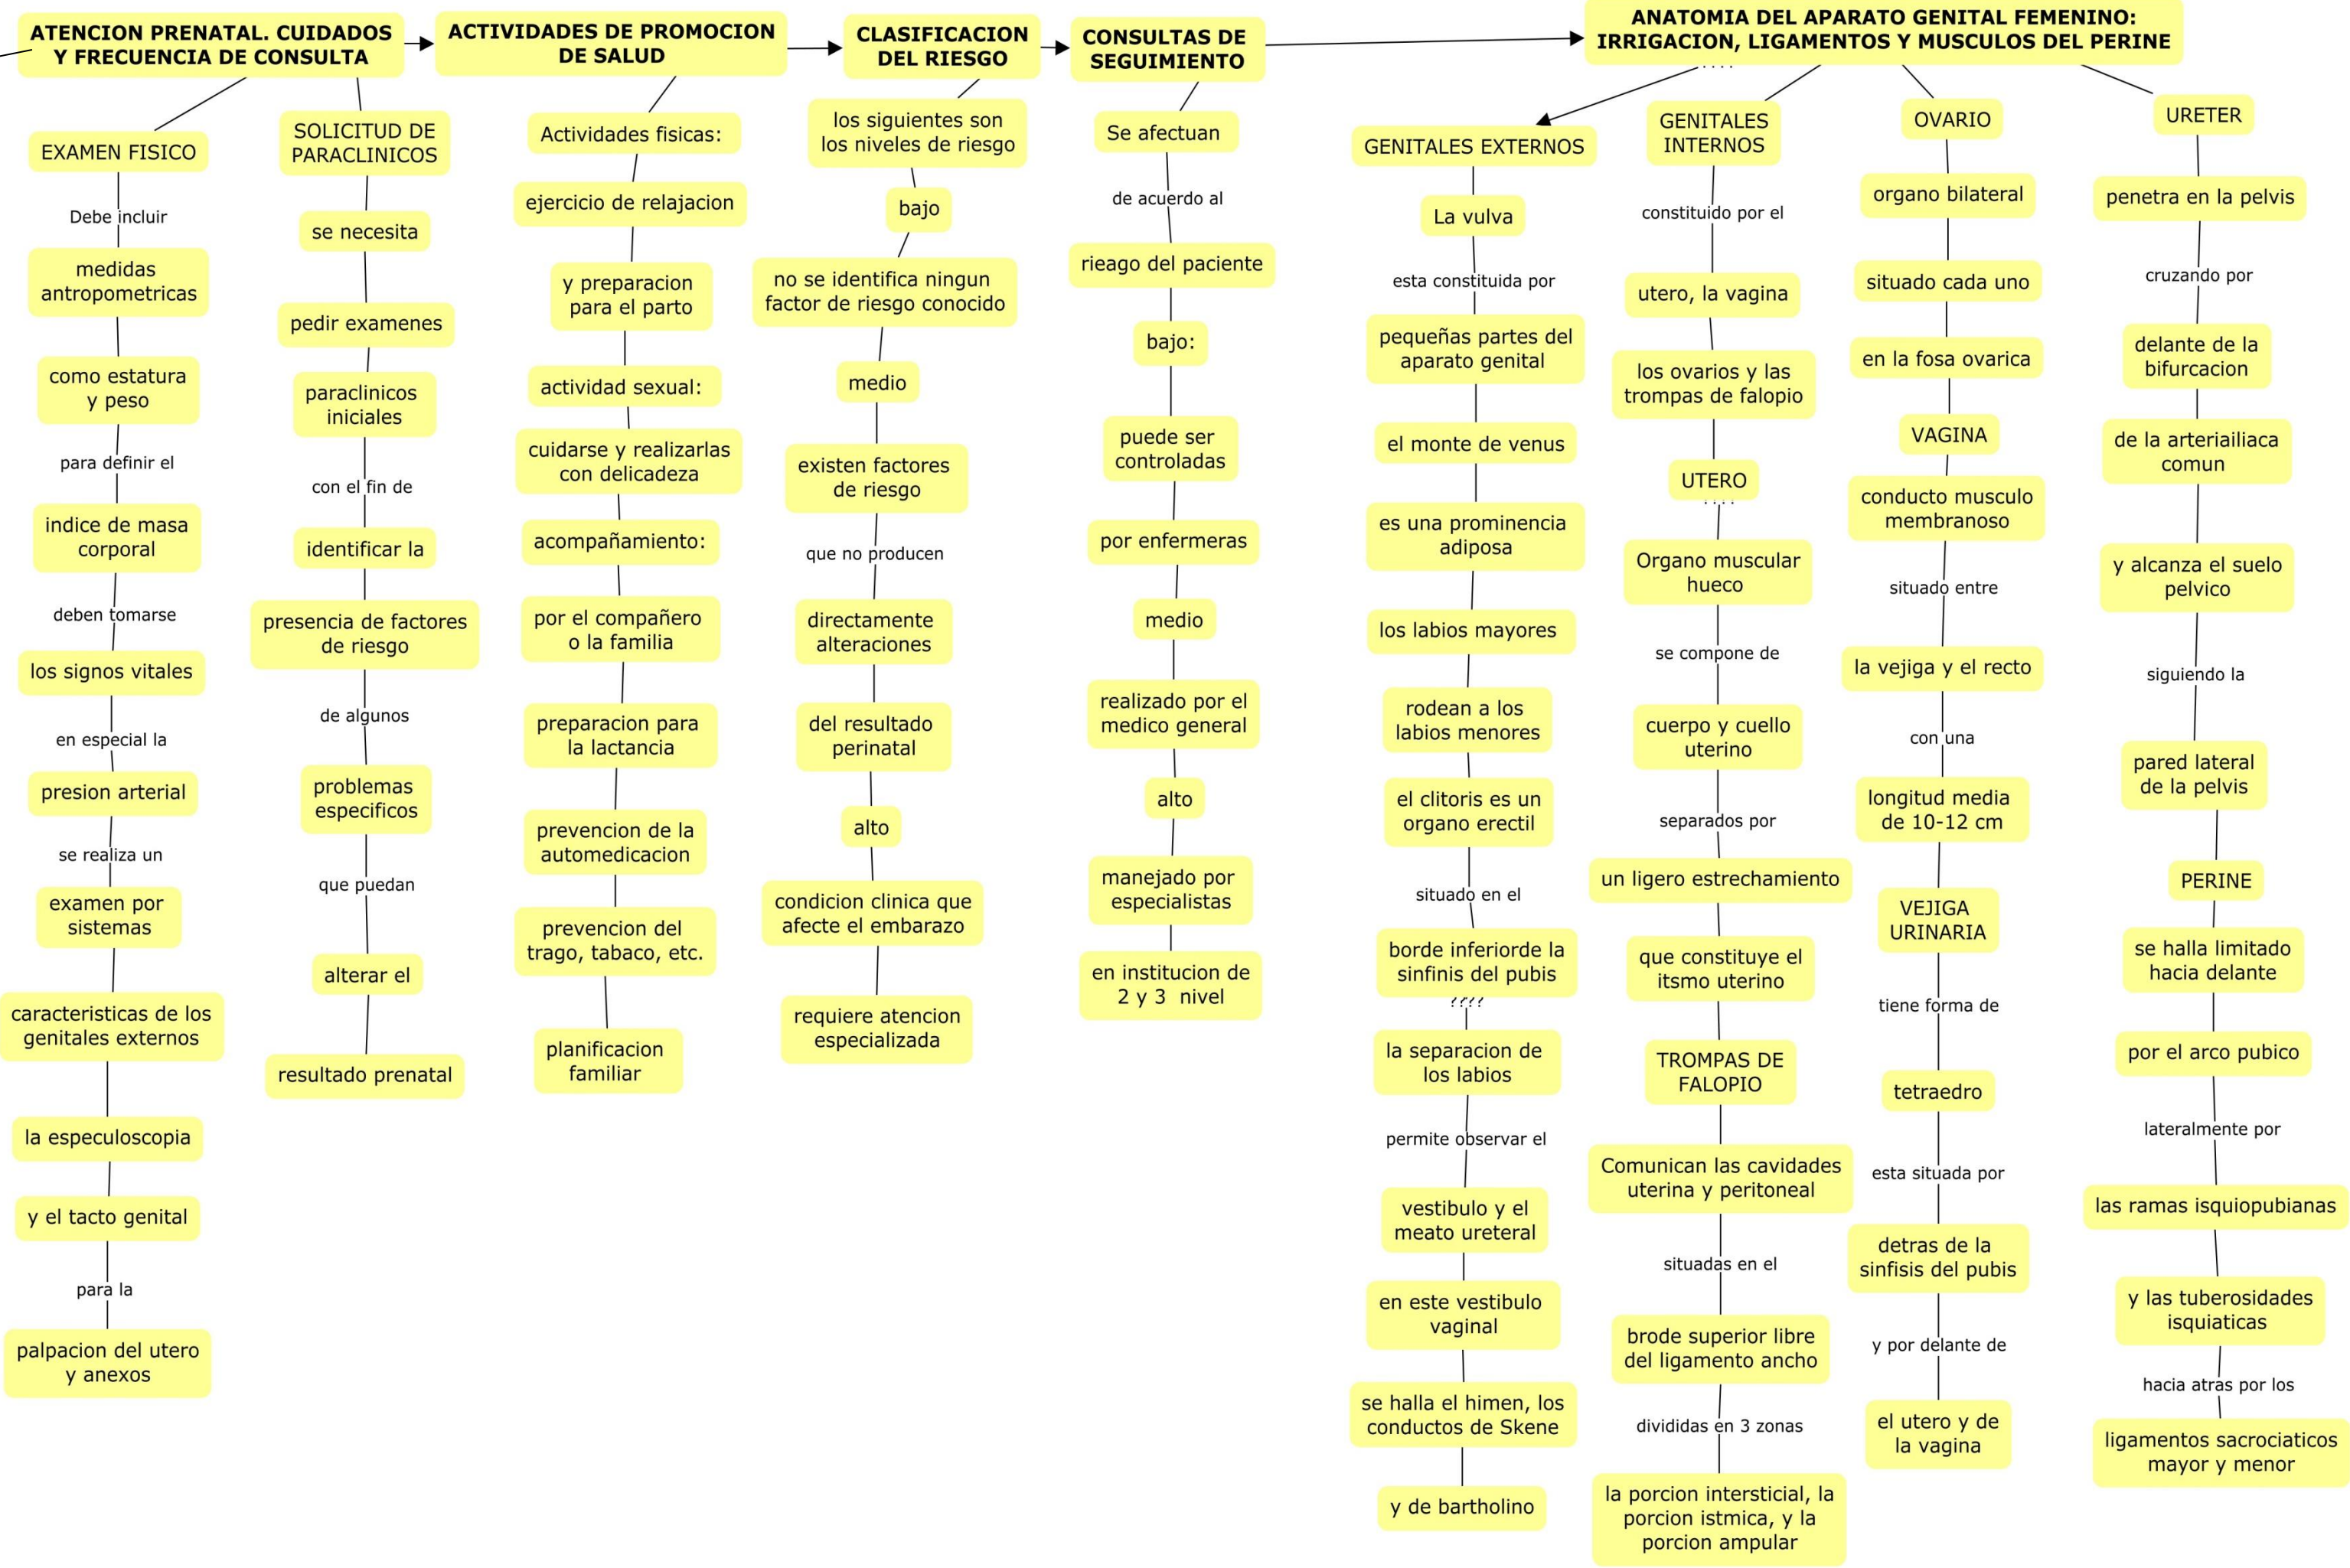 ATENCION PRENATAL. CUIDADOS
Y FRECUENCIA DE CONSULTA
EXAMEN FISICO
Debe incluir
medidas
antropometricas
como estatura
y peso
para definir el
indice de masa
corporal
deben tomarse
los signos vitales
en especial la
presion arterial
se realiza un
examen por
sistemas
caracteristicas de los
genitales externos
la especuloscopia
y el tacto genital
para la
palpacion del utero
y anexos
SOLICITUD DE
PARACLINICOS
se necesita
pedir examenes
paraclinicos
iniciales
con el fin de
identificar la
presencia de factores
de riesgo
de algunos
problemas
especificos
que puedan
alterar el
resultado prenatal
ACTIVIDADES DE PROMOCION
DE SALUD
Actividades fisicas:
ejercicio de relajacion
y preparacion
para el parto
actividad sexual:
cuidarse y realizarlas
con delicadeza
acompañamiento:
por el compañero
o la familia
preparacion para
la lactancia
prevencion de la
automedicacion
prevencion del
trago, tabaco, etc.
planificacion
familiar
CLASIFICACION
DEL RIESGO
los siguientes son
los niveles de riesgo
bajo
no se identifica ningun
factor de riesgo conocido
medio
existen factores
de riesgo
que no producen
directamente
alteraciones
del resultado
perinatal
alto
condicion clinica que
afecte el embarazo
requiere atencion
especializada
CONSULTAS DE
SEGUIMIENTO
Se afectuan
de acuerdo al
rieago del paciente
bajo:
puede ser
controladas
por enfermeras
medio
realizado por el
medico general
alto
manejado por
especialistas
en institucion de
2 y 3 nivel
ANATOMIA DEL APARATO GENITAL FEMENINO:
IRRIGACION, LIGAMENTOS Y MUSCULOS DEL PERINE
GENITALES EXTERNOS
La vulva
esta constituida por
pequeñas partes del
aparato genital
el monte de venus
es una prominencia
adiposa
los labios mayores
rodean a los
labios menores
el clitoris es un
organo erectil
situado en el
borde inferiorde la
sinfinis del pubis
????
la separacion de
los labios
permite observar el
vestibulo y el
meato ureteral
en este vestibulo
vaginal
se halla el himen, los
conductos de Skene
y de bartholino
GENITALES
INTERNOS
constituido por el
utero, la vagina
los ovarios y las
trompas de falopio
UTERO
Organo muscular
hueco
se compone de
cuerpo y cuello
uterino
separados por
un ligero estrechamiento
que constituye el
itsmo uterino
TROMPAS DE
FALOPIO
Comunican las cavidades
uterina y peritoneal
situadas en el
brode superior libre
del ligamento ancho
divididas en 3 zonas
la porcion intersticial, la
porcion istmica, y la
porcion ampular
OVARIO
organo bilateral
situado cada uno
en la fosa ovarica
VAGINA
conducto musculo
membranoso
situado entre
la vejiga y el recto
con una
longitud media
de 10-12 cm
VEJIGA
URINARIA
tiene forma de
tetraedro
esta situada por
detras de la
sinfisis del pubis
y por delante de
el utero y de
la vagina
URETER
penetra en la pelvis
cruzando por
delante de la
bifurcacion
de la arteriailiaca
comun
y alcanza el suelo
pelvico
siguiendo la
pared lateral
de la pelvis
PERINE
se halla limitado
hacia delante
por el arco pubico
lateralmente por
las ramas isquiopubianas
y las tuberosidades
isquiaticas
hacia atras por los
ligamentos sacrociaticos
mayor y menor